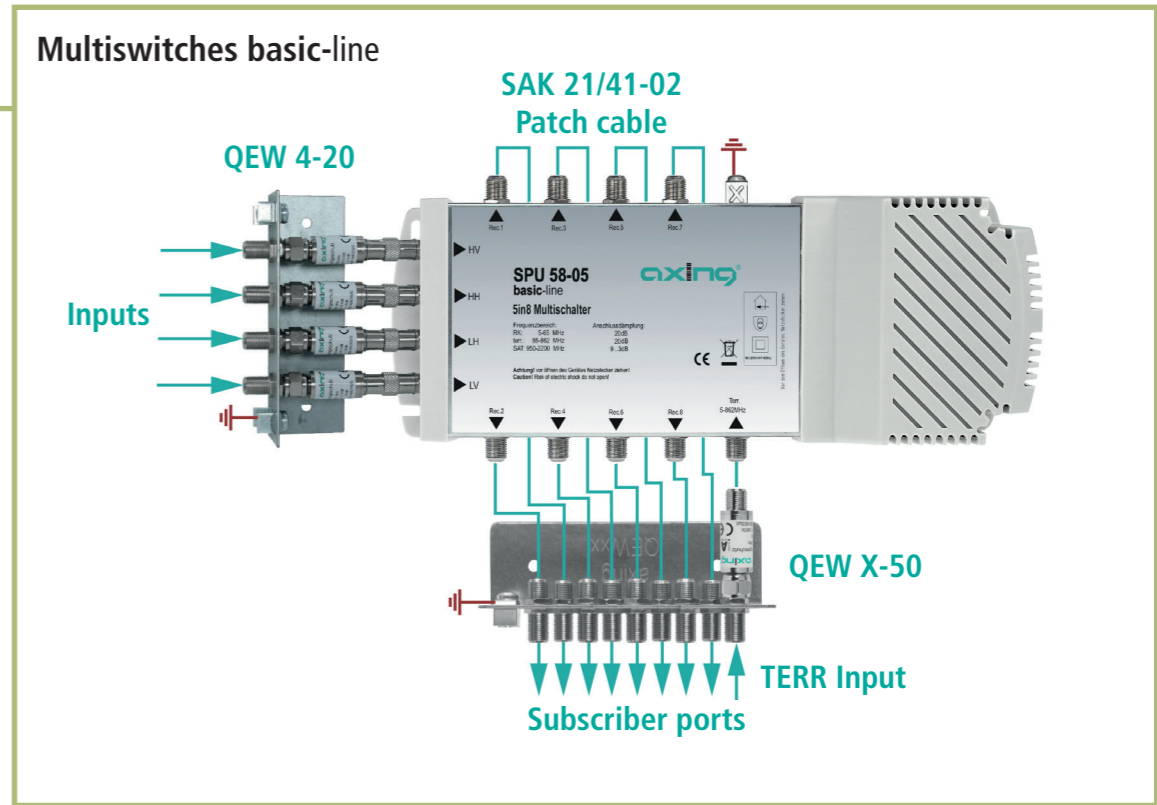 Multiswitches basic-line
SAK 21/41-02
Patch cable
QEW 4-20
Inputs
Rec.1
Rec.3
Rec.5
Rec.7
HV
HH
LH
LV
SPU 58-05
basic-line
5in8 Multischalter
axing
Frequenzbereich: Anschlussdämpfung:
RK: 5-65 MHz 20dB
terr.: 86-862 MHz 20dB
SAT: 950-2200 MHz 9...3dB
CE
Achtung! vor öffnen des Gerätes Netzstecker ziehen!
Caution! Risk of electric shock do not open!
Rec.2
Rec.4
Rec.6
Rec.8
Terr.
5-862MHz
QEWxx
axing
axing
QEW X-50
TERR Input
Subscriber ports